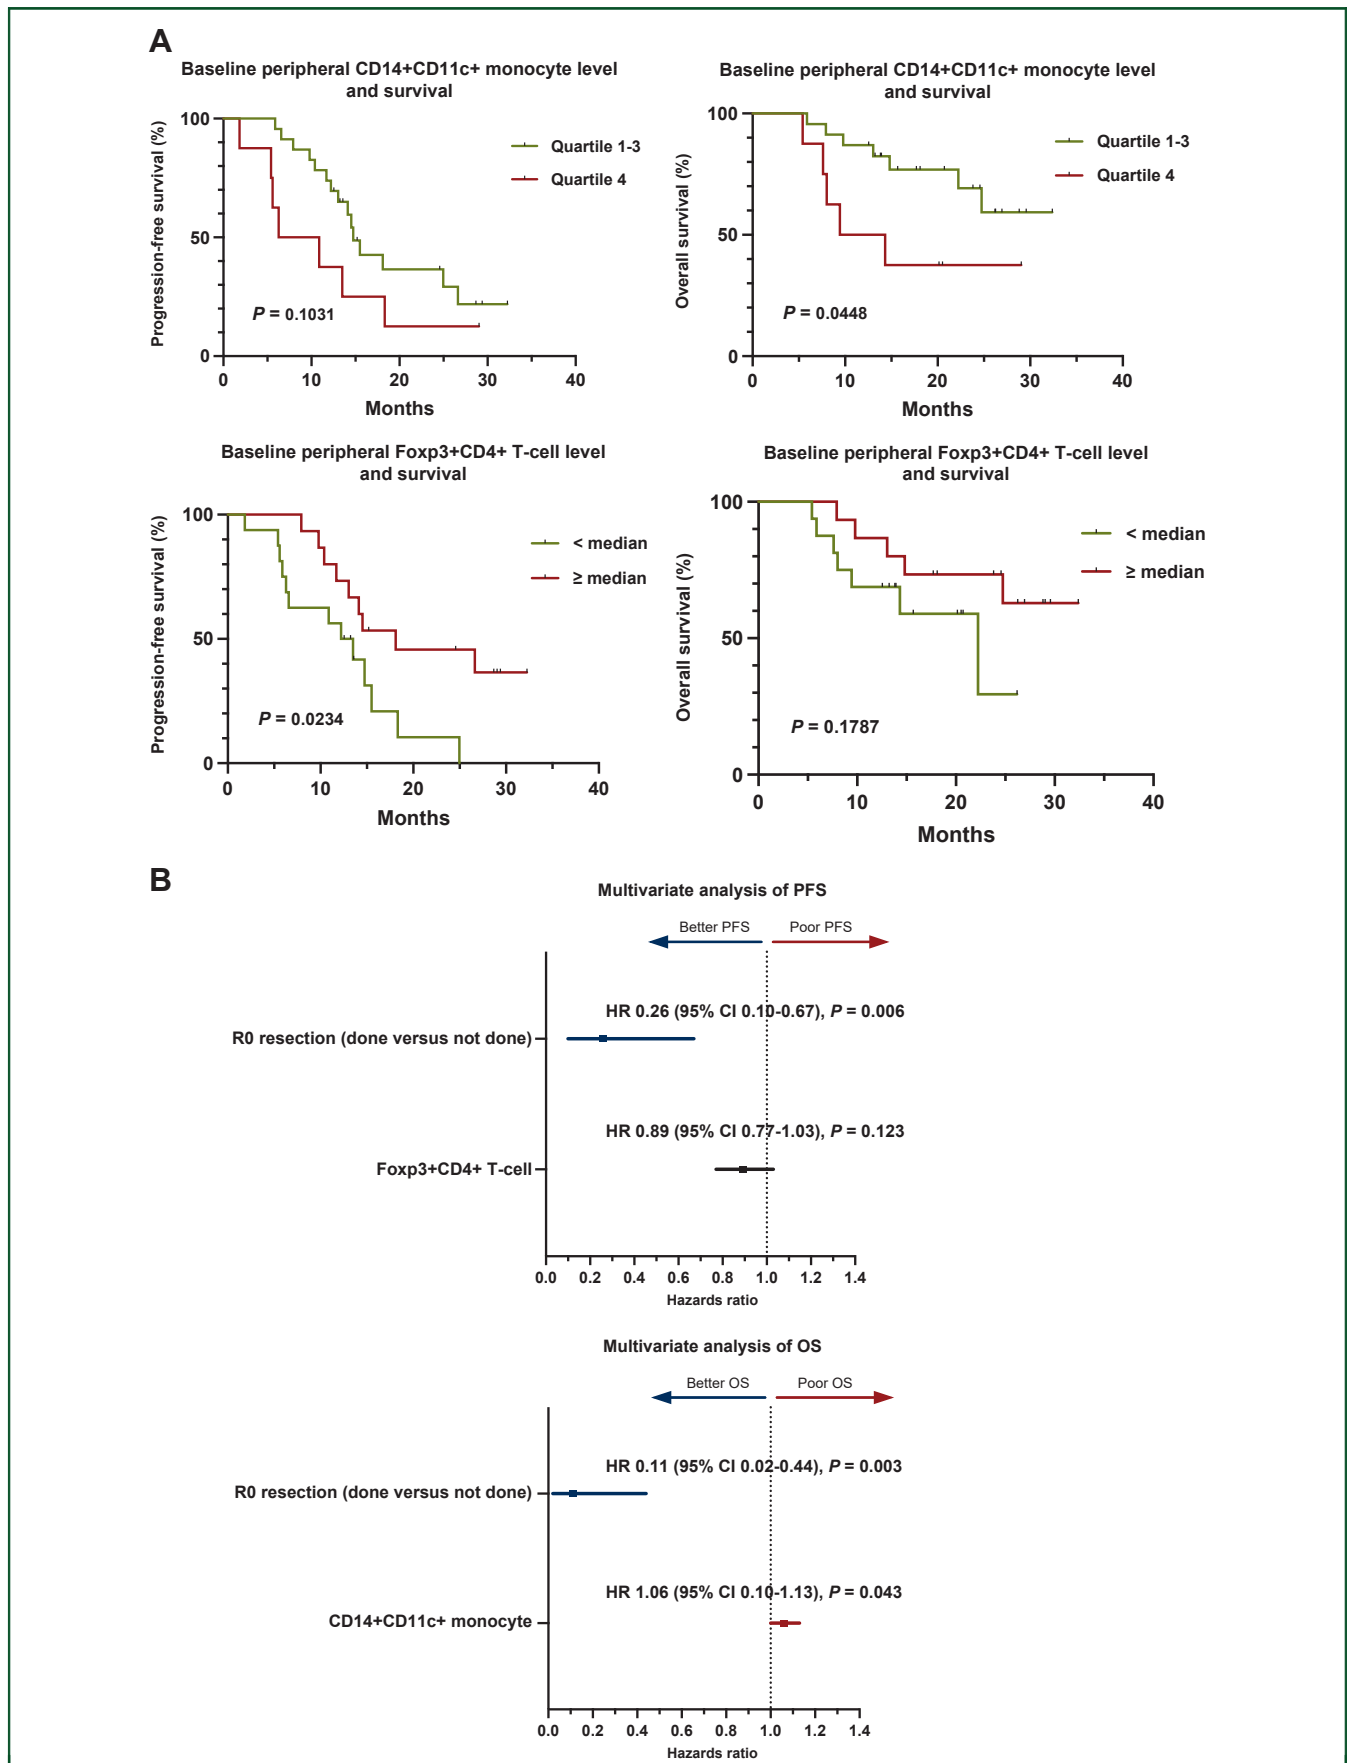 A
Baseline peripheral CD14+CD11c+ monocyte level
and survival
Progression-free survival (%)
100
50
0
0 10 20 30 40
Months
Quartile 1-3
Quartile 4
P = 0.1031
Baseline peripheral CD14+CD11c+ monocyte level
and survival
Overall survival (%)
100
50
0
0 10 20 30 40
Months
Quartile 1-3
Quartile 4
P = 0.0448
Baseline peripheral Foxp3+CD4+ T-cell level
and survival
Progression-free survival (%)
100
50
0
0 10 20 30 40
Months
< median
≥ median
P = 0.0234
Baseline peripheral Foxp3+CD4+ T-cell level
and survival
Overall survival (%)
100
50
0
0 10 20 30 40
Months
< median
≥ median
P = 0.1787
B
Multivariate analysis of PFS
Better PFS Poor PFS
HR 0.26 (95% CI 0.10-0.67), P = 0.006
R0 resection (done versus not done)
HR 0.89 (95% CI 0.77-1.03), P = 0.123
Foxp3+CD4+ T-cell
0.0 0.2 0.4 0.6 0.8 1.0 1.2 1.4
Hazards ratio
Multivariate analysis of OS
Better OS Poor OS
HR 0.11 (95% CI 0.02-0.44), P = 0.003
R0 resection (done versus not done)
HR 1.06 (95% CI 0.10-1.13), P = 0.043
CD14+CD11c+ monocyte
0.0 0.2 0.4 0.6 0.8 1.0 1.2 1.4
Hazards ratio